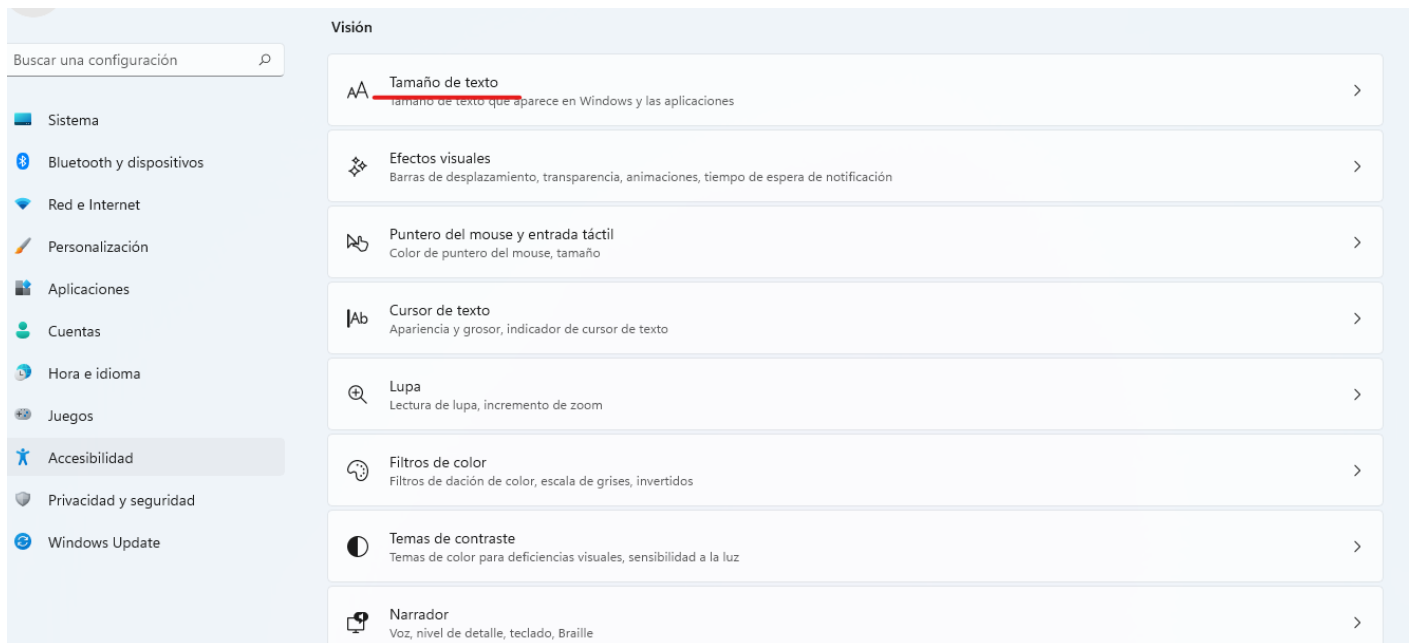 Visión
Buscar una configuración
Sistema
Bluetooth y dispositivos
Red e Internet
Personalización
Aplicaciones
Cuentas
Hora e idioma
Juegos
Accesibilidad
Privacidad y seguridad
Windows Update
Tamaño de texto
Tamaño de texto que aparece en Windows y las aplicaciones
Efectos visuales
Barras de desplazamiento, transparencia, animaciones, tiempo de espera de notificación
Puntero del mouse y entrada táctil
Color de puntero del mouse, tamaño
Cursor de texto
Apariencia y grosor, indicador de cursor de texto
Lupa
Lectura de lupa, incremento de zoom
Filtros de color
Filtros de dación de color, escala de grises, invertidos
Temas de contraste
Temas de color para deficiencias visuales, sensibilidad a la luz
Narrador
Voz, nivel de detalle, teclado, Braille